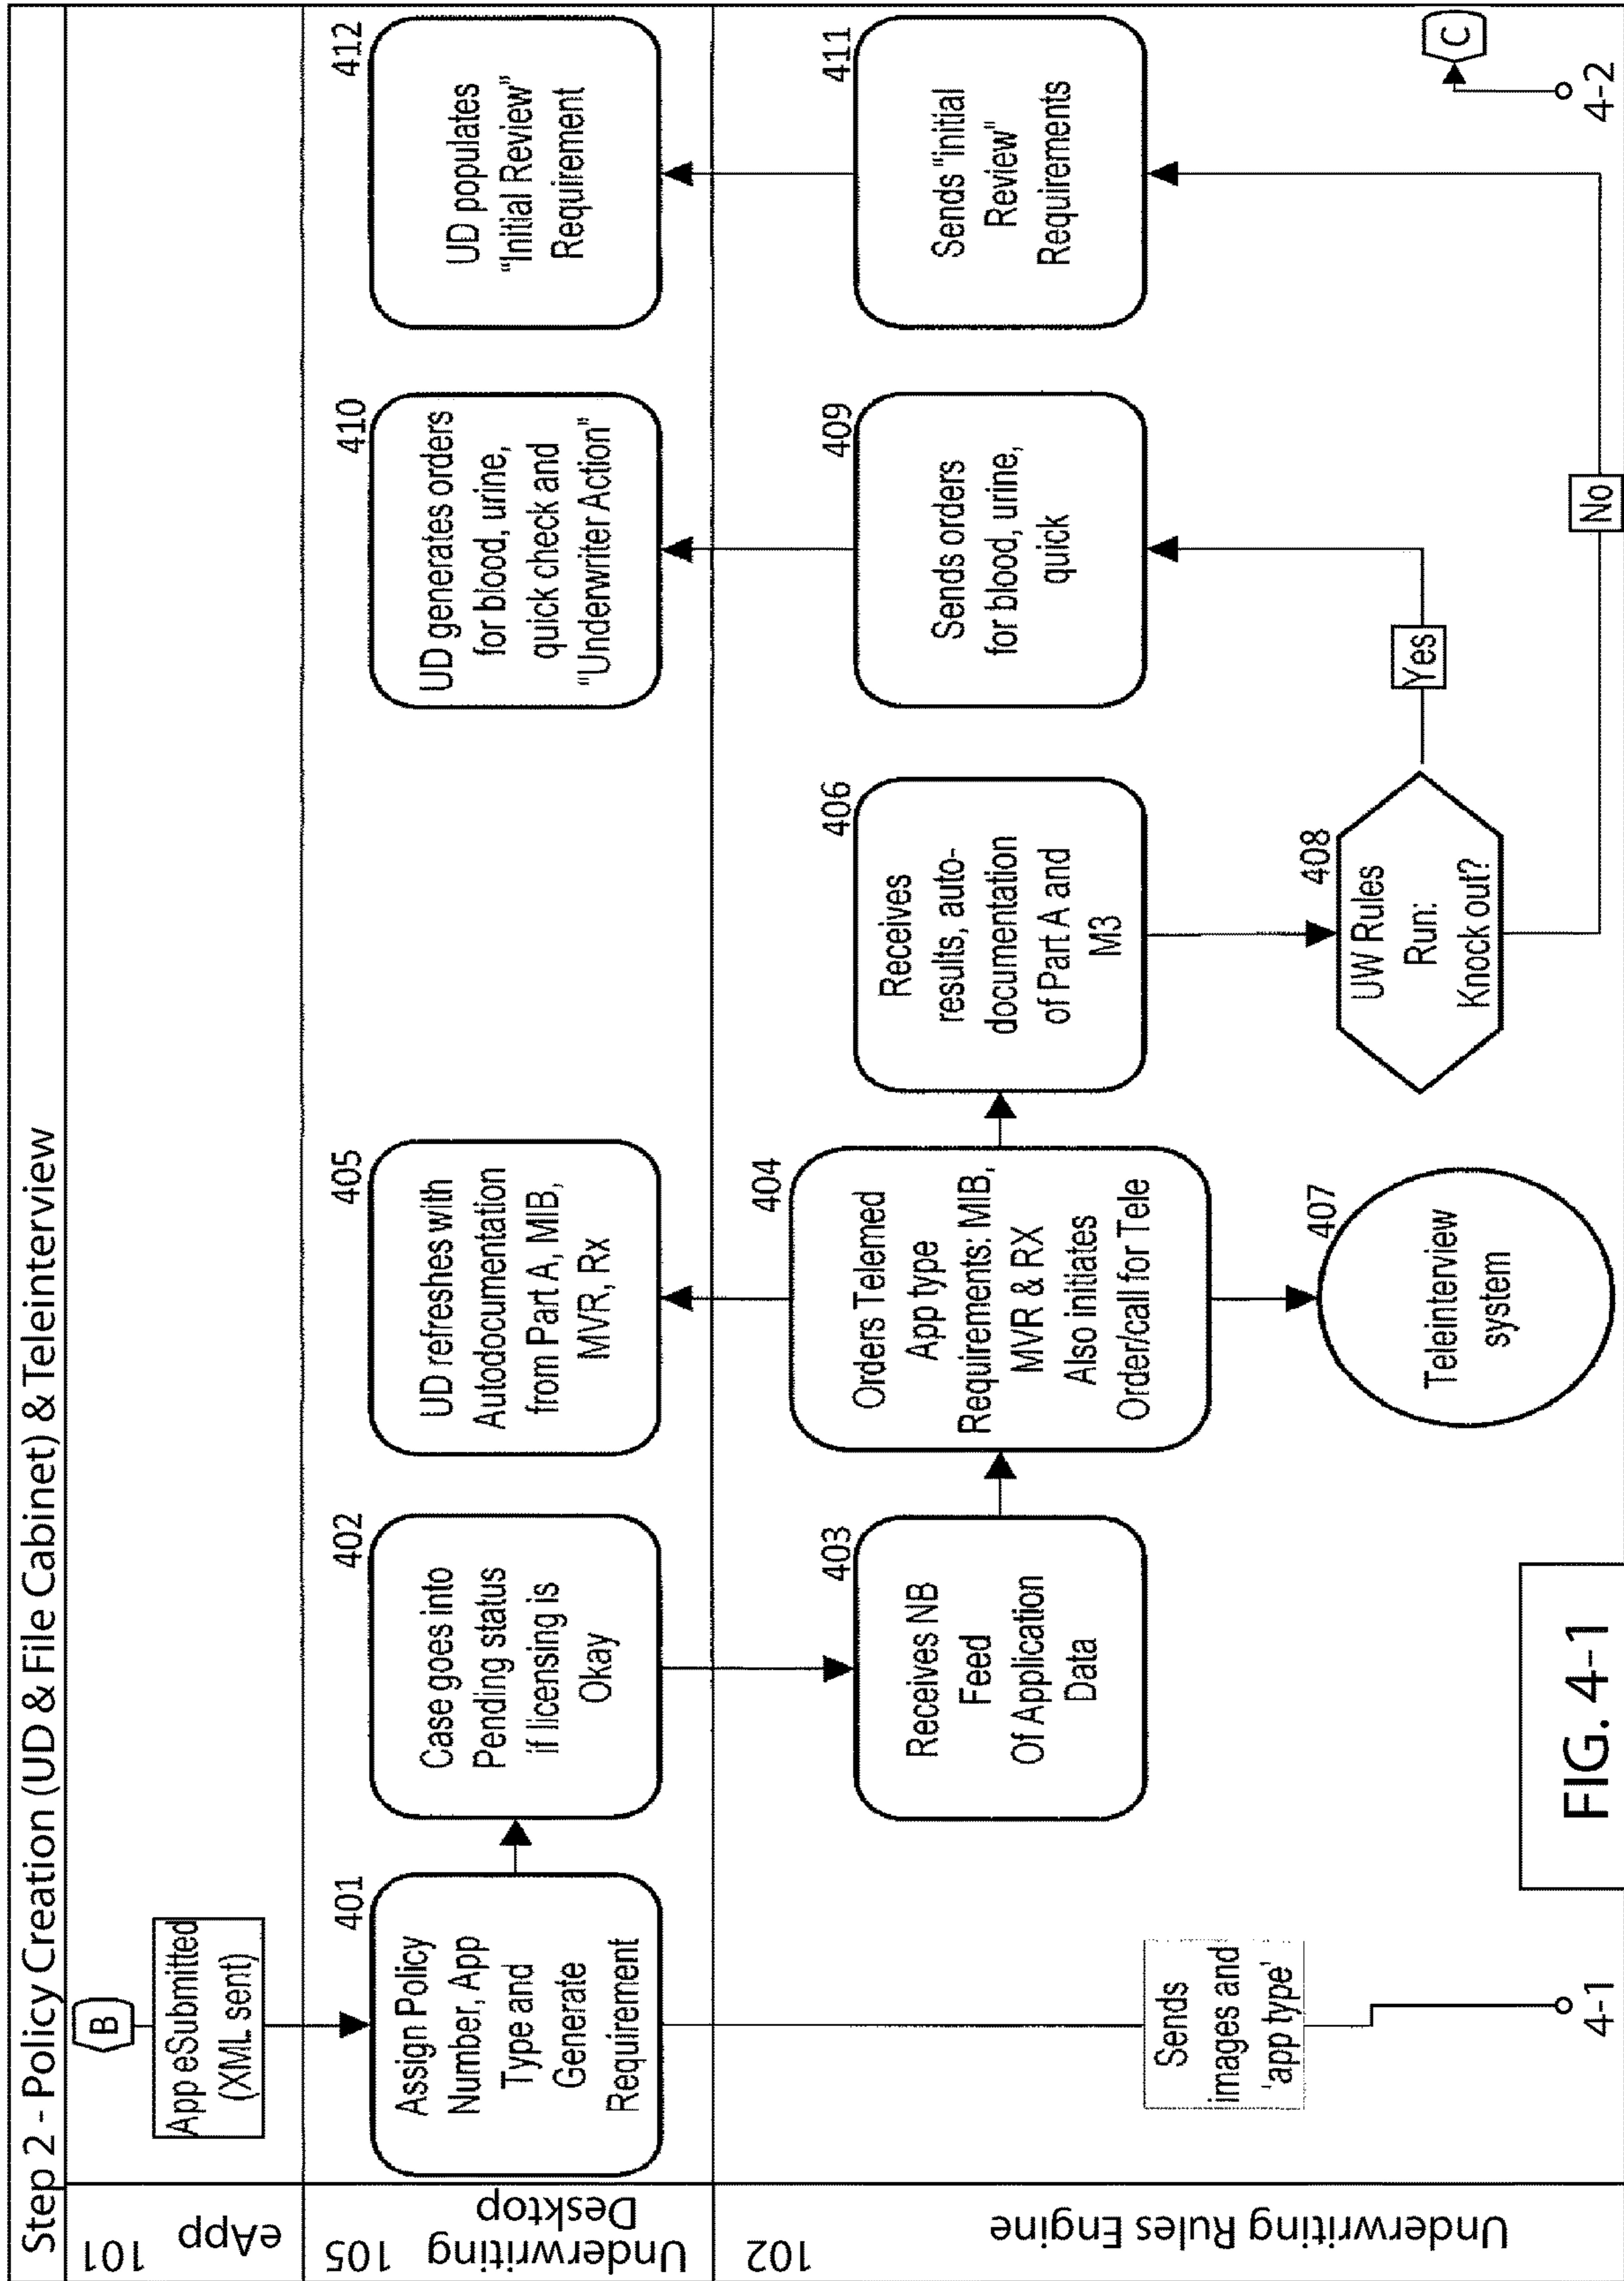 Step 2 - Policy Creation (UD & File Cabinet) & Teleinterview
101
eApp
B
App eSubmitted
(XML sent)
105
Underwriting
Desktop
401
Assign Policy
Number, App
Type and
Generate
Requirement
402
Case goes into
Pending status
if licensing is
Okay
405
UD refreshes with
Autodocumentation
from Part A, MIB,
MVR, Rx
410
UD generates orders
for blood, urine,
quick check and
"Underwriter Action"
412
UD populates
"Initial Review"
Requirement
102
Underwriting Rules Engine
403
Receives NB
Feed
Of Application
Data
404
Orders Telemed
App type
Requirements: MIB,
MVR & RX
Also initiates
Order/call for Tele
406
Receives
results, auto-
documentation
of Part A and
M3
409
Sends orders
for blood, urine,
quick
411
Sends "initial
Review"
Requirements
Sends
images and
'app type'
407
Teleinterview
system
408
UW Rules
Run:
Knock out?
Yes
No
C
4-1
4-2
FIG. 4-1